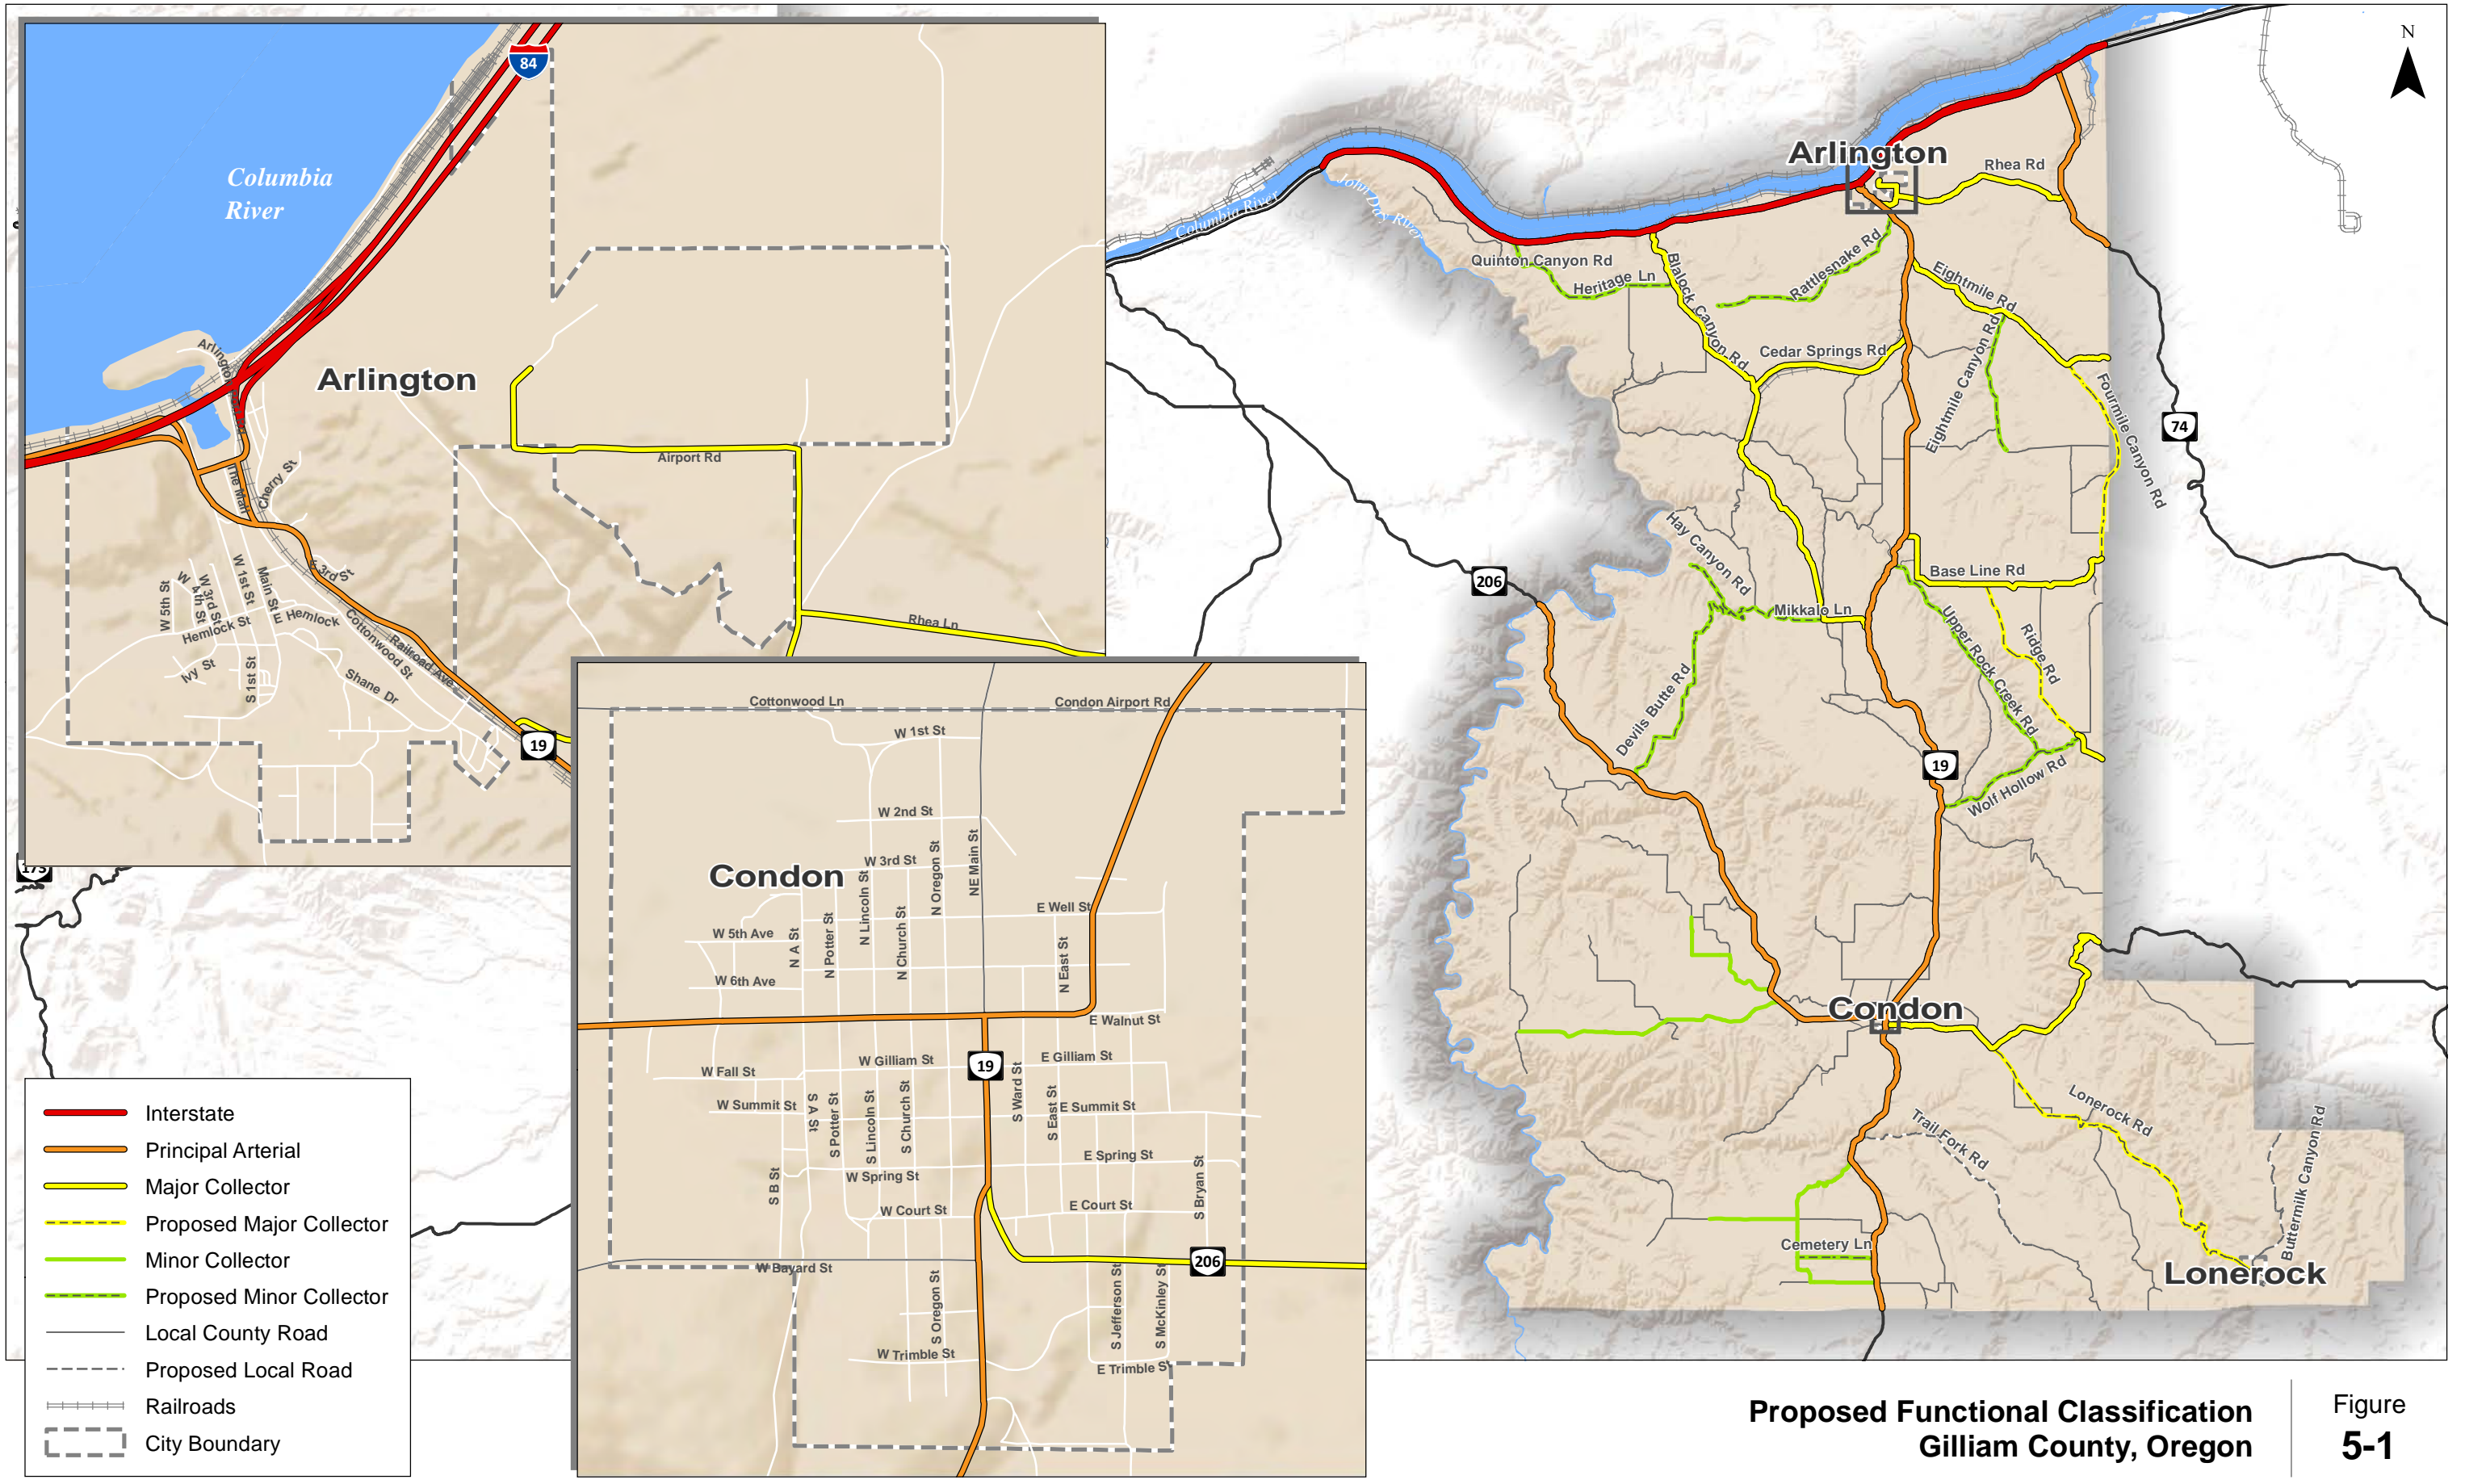 84
Columbia
River
Arlington
Arlington
Airport Rd
The Mall
Cherry St
E 3rd St
W 5th St
W 4th St
W 3rd St
W 1st St
Main St
E Hemlock
Hemlock St
Cottonwood St
Railroad Ave
Ivy St
S 1st St
Shane Dr
Rhea Ln
19
Cottonwood Ln
Condon Airport Rd
W 1st St
W 2nd St
W 3rd St
Condon
N Lincoln St
N Oregon St
NE Main St
E Well St
W 5th Ave
N A St
N Potter St
N Church St
N East St
W 6th Ave
E Walnut St
W Gilliam St
19
E Gilliam St
W Fall St
W Summit St
S A St
S Potter St
S Lincoln St
S Church St
S Ward St
S East St
E Summit St
E Spring St
W Spring St
S B St
W Court St
E Court St
S Bryan St
206
W Bayard St
S Oregon St
S Jefferson St
S McKinley St
W Trimble St
E Trimble St
N
Arlington
Rhea Rd
Columbia River
John Day River
Quinton Canyon Rd
Heritage Ln
Blalock Canyon Rd
Rattlesnake Rd
Eightmile Rd
Cedar Springs Rd
Eightmile Canyon Rd
Fourmile Canyon Rd
74
Hay Canyon Rd
206
Base Line Rd
Mikkalo Ln
Upper Rock Creek Rd
Ridge Rd
Devils Butte Rd
19
Wolf Hollow Rd
Condon
Lonerock Rd
Trail Fork Rd
Buttermilk Canyon Rd
Cemetery Ln
Lonerock
Interstate
Principal Arterial
Major Collector
Proposed Major Collector
Minor Collector
Proposed Minor Collector
Local County Road
Proposed Local Road
Railroads
City Boundary
Proposed Functional Classification
Gilliam County, Oregon
Figure
5-1